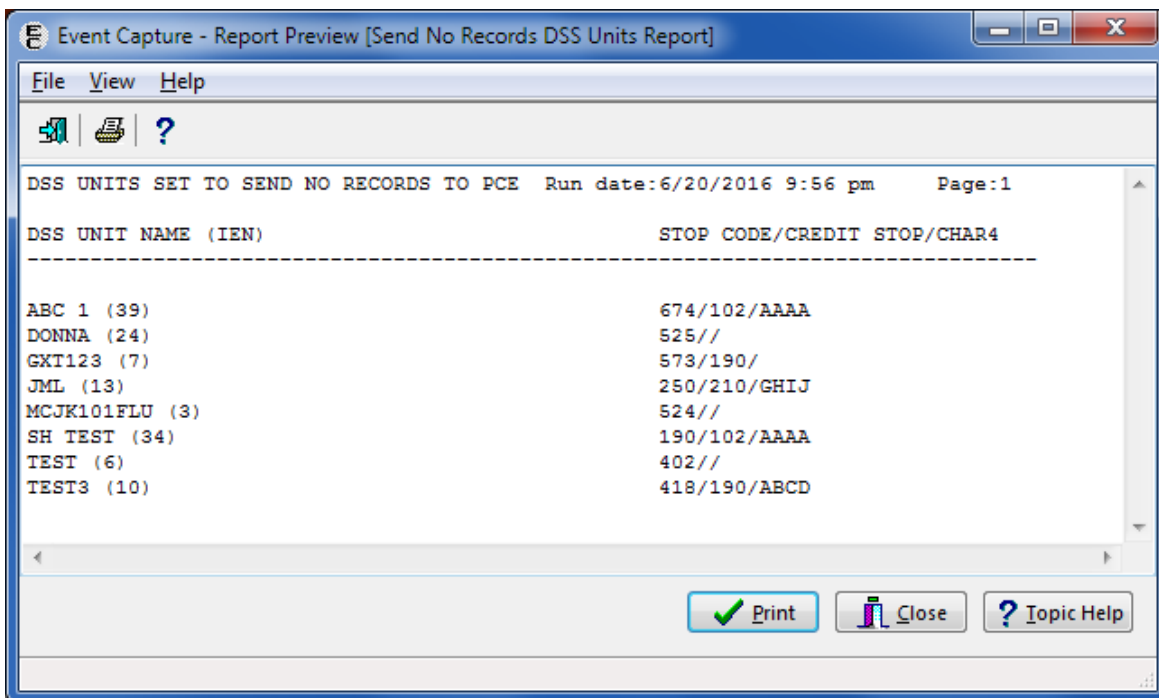 Event Capture - Report Preview [Send No Records DSS Units Report]
File View Help
DSS UNITS SET TO SEND NO RECORDS TO PCE Run date:6/20/2016 9:56 pm Page:1
DSS UNIT NAME (IEN) STOP CODE/CREDIT STOP/CHAR4
--------------------------------------------------------------------------------
ABC 1 (39) 674/102/AAAA
DONNA (24) 525//
GXT123 (7) 573/190/
JML (13) 250/210/GHIJ
MCJK101FLU (3) 524//
SH TEST (34) 190/102/AAAA
TEST (6) 402//
TEST3 (10) 418/190/ABCD
Print Close Topic Help